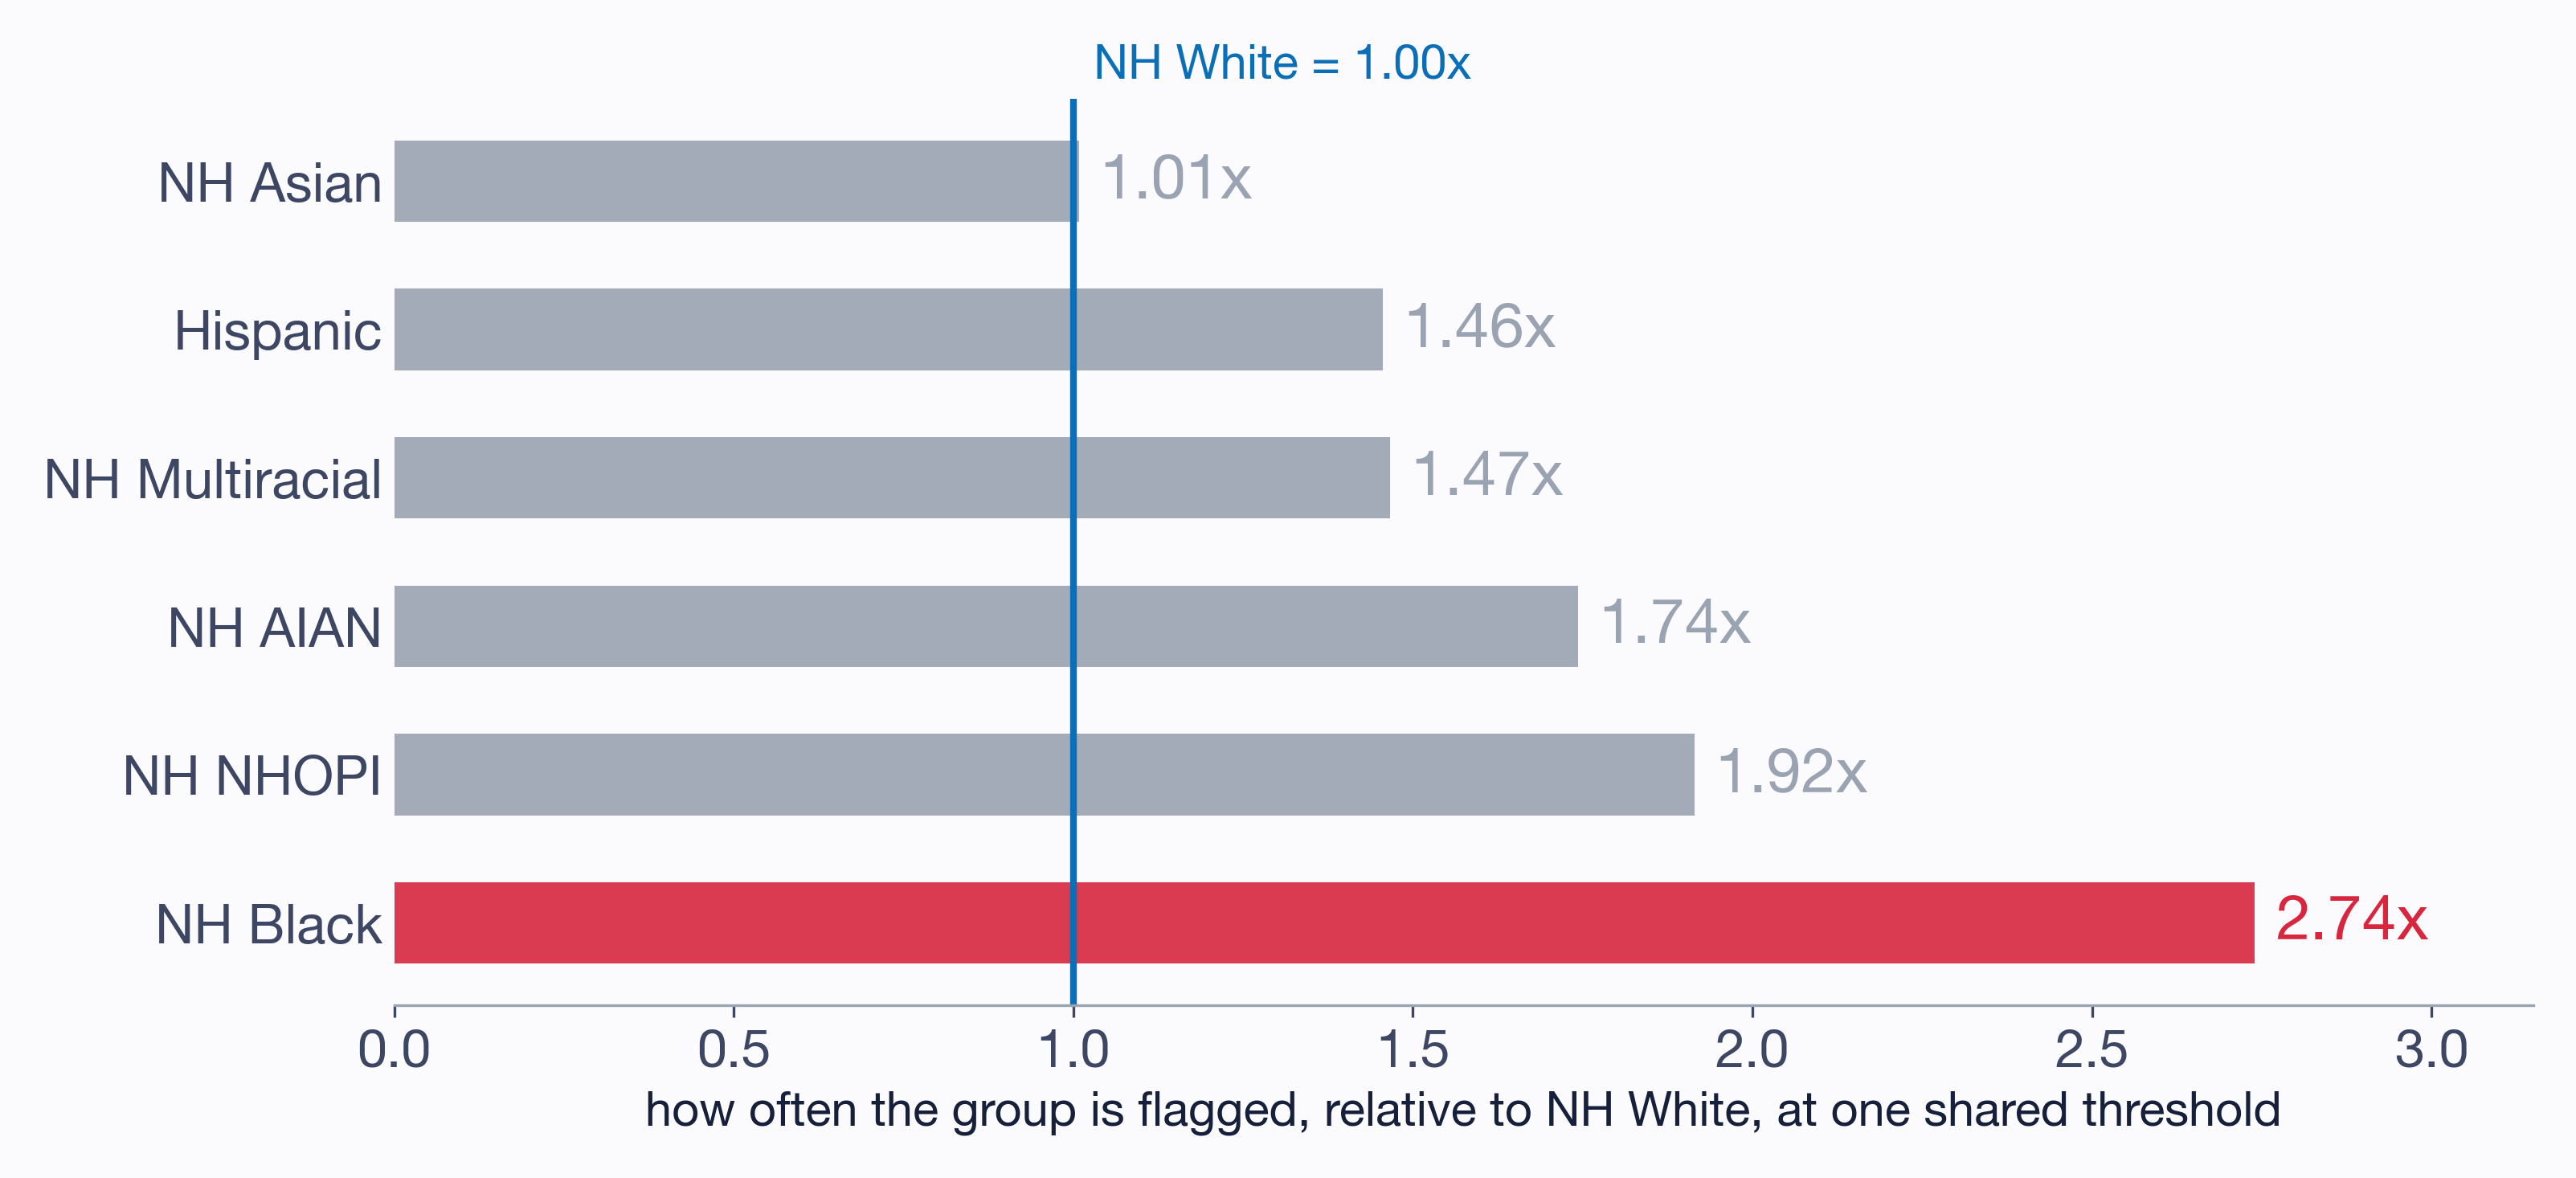 NH White = 1.00x
NH Asian 1.01x
Hispanic 1.46x
NH Multiracial 1.47x
NH AIAN 1.74x
NH NHOPI 1.92x
NH Black 2.74x
0.0 0.5 1.0 1.5 2.0 2.5 3.0
how often the group is flagged, relative to NH White, at one shared threshold